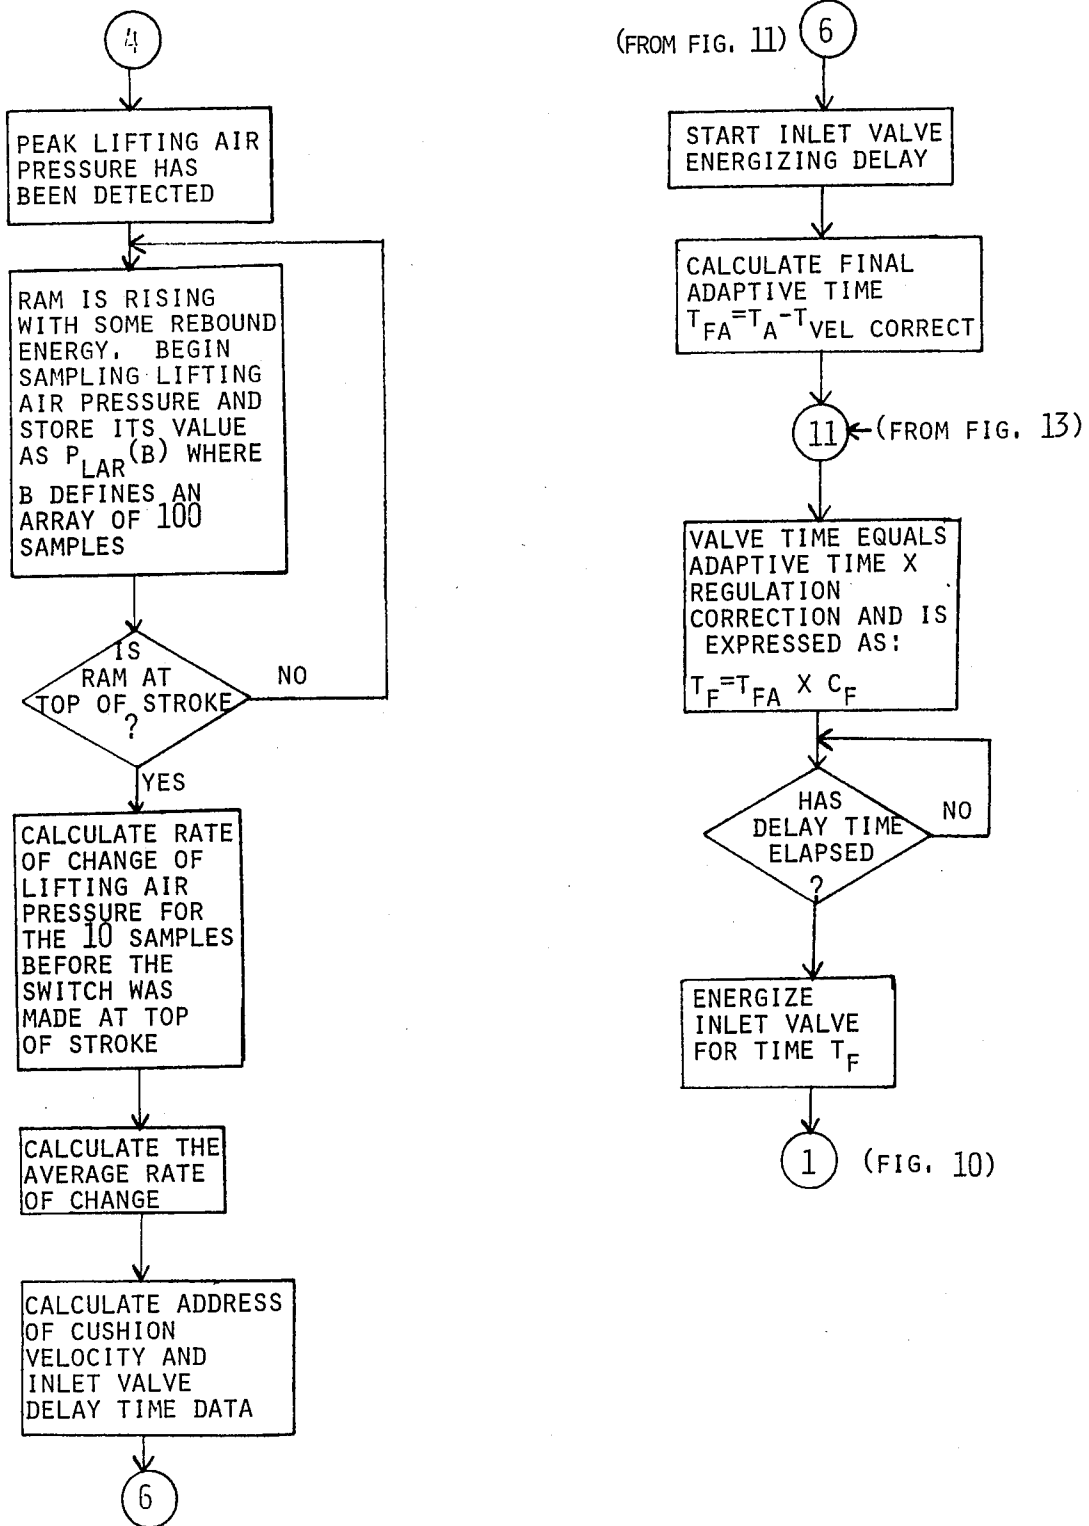 4
PEAK LIFTING AIR
PRESSURE HAS
BEEN DETECTED
RAM IS RISING
WITH SOME REBOUND
ENERGY. BEGIN
SAMPLING LIFTING
AIR PRESSURE AND
STORE ITS VALUE
AS P_LAR(B) WHERE
B DEFINES AN
ARRAY OF 100
SAMPLES
IS
RAM AT
TOP OF STROKE
?
NO
YES
CALCULATE RATE
OF CHANGE OF
LIFTING AIR
PRESSURE FOR
THE 10 SAMPLES
BEFORE THE
SWITCH WAS
MADE AT TOP
OF STROKE
CALCULATE THE
AVERAGE RATE
OF CHANGE
CALCULATE ADDRESS
OF CUSHION
VELOCITY AND
INLET VALVE
DELAY TIME DATA
6
(FROM FIG. 11) 6
START INLET VALVE
ENERGIZING DELAY
CALCULATE FINAL
ADAPTIVE TIME
T_FA=T_A-T_VEL CORRECT
11 (FROM FIG. 13)
VALVE TIME EQUALS
ADAPTIVE TIME X
REGULATION
CORRECTION AND IS
EXPRESSED AS:
T_F=T_FA X C_F
HAS
DELAY TIME
ELAPSED
?
NO
ENERGIZE
INLET VALVE
FOR TIME T_F
1 (FIG. 10)